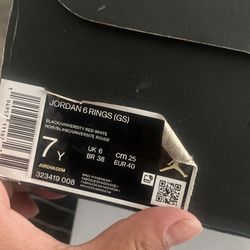 JORDAN 6 RINGS (GS)
BLACK/UNIVERSITY RED WHITE
NOIR/BLANC/UNIVERSITE ROUGE
7Y
UK 6
cm 25
BR 38
EUR 40
JORDAN.COM
323419 008